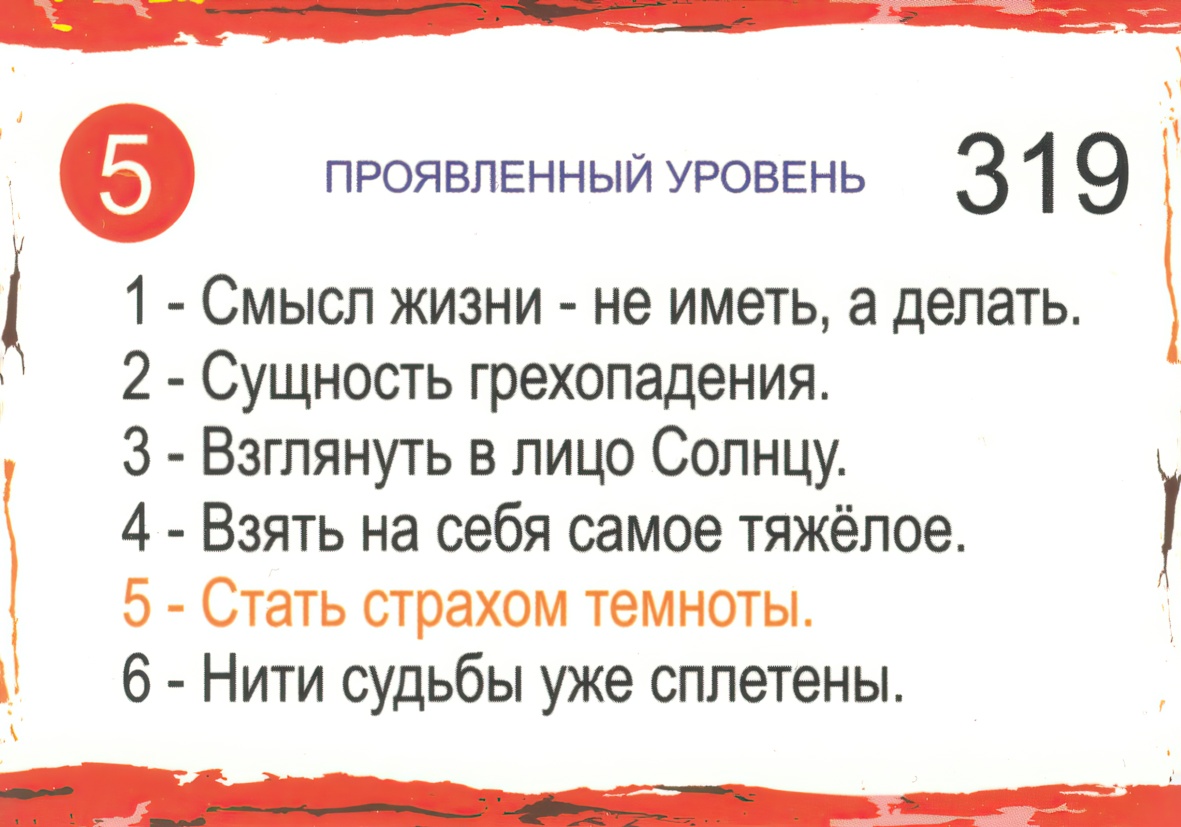 5 ПРОЯВЛЕННЫЙ УРОВЕНЬ 319
1 - Смысл жизни - не иметь, а делать.
2 - Сущность грехопадения.
3 - Взглянуть в лицо Солнцу.
4 - Взять на себя самое тяжёлое.
5 - Стать страхом темноты.
6 - Нити судьбы уже сплетены.